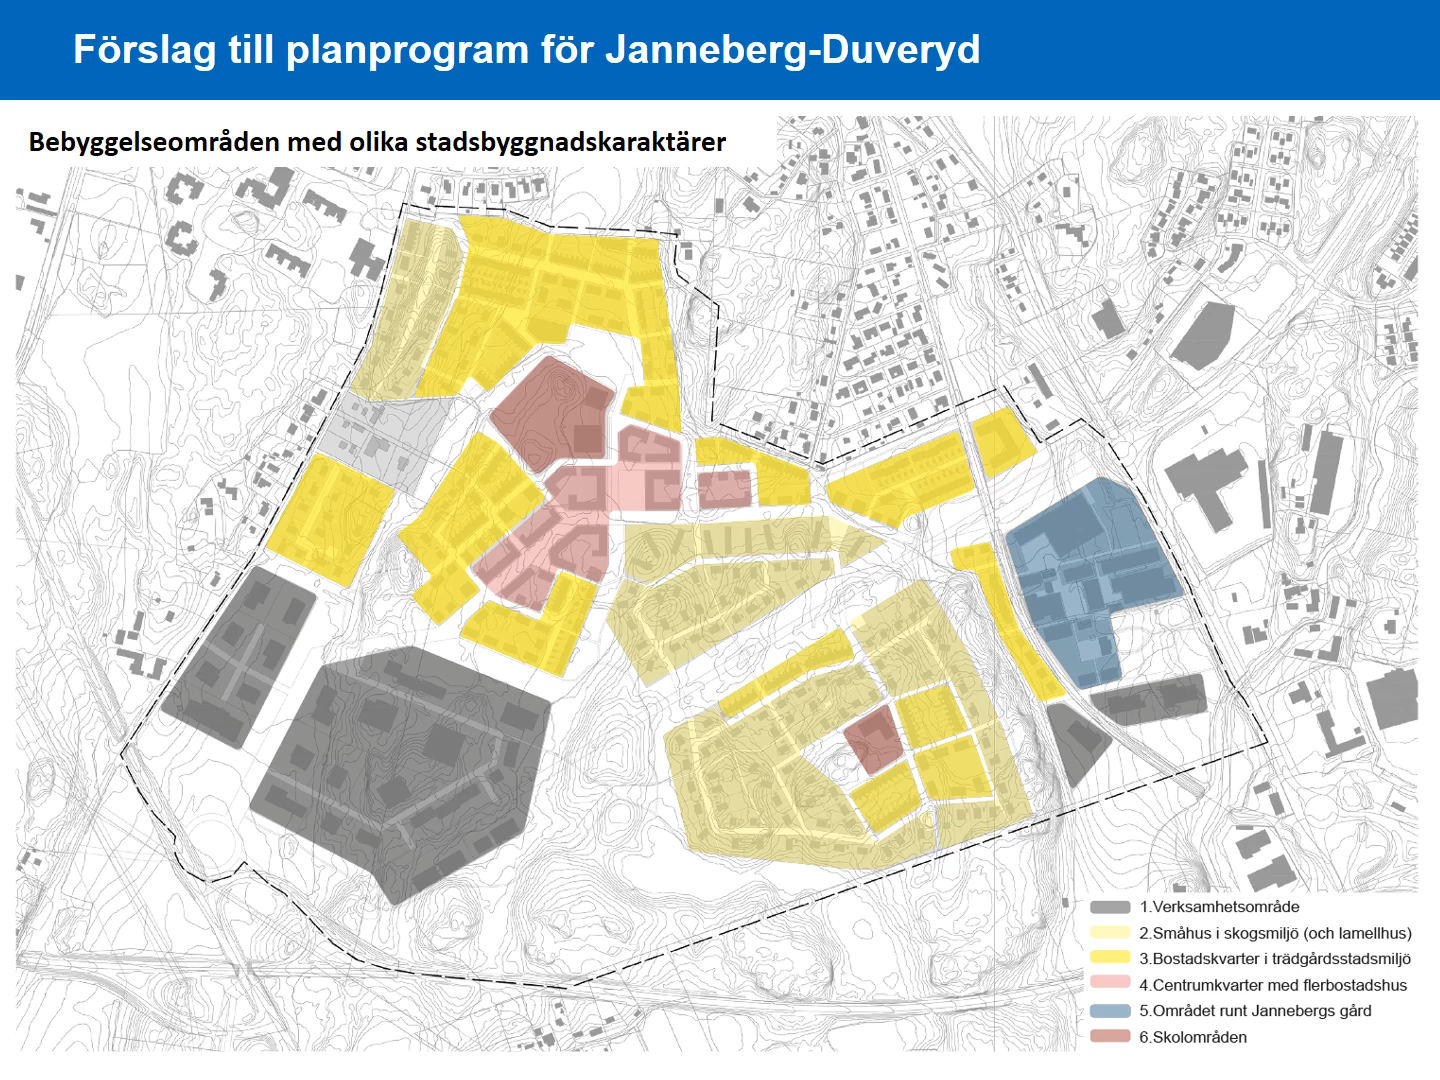 Förslag till planprogram för Janneberg-Duveryd
Bebyggelseområden med olika stadsbyggnadskaraktärer
1.Verksamhetsområde
2.Småhus i skogsmiljö (och lamellhus)
3.Bostadskvarter i trädgårdsstadsmiljö
4.Centrumkvarter med flerbostadshus
5.Området runt Jannebergs gård
6.Skolområden